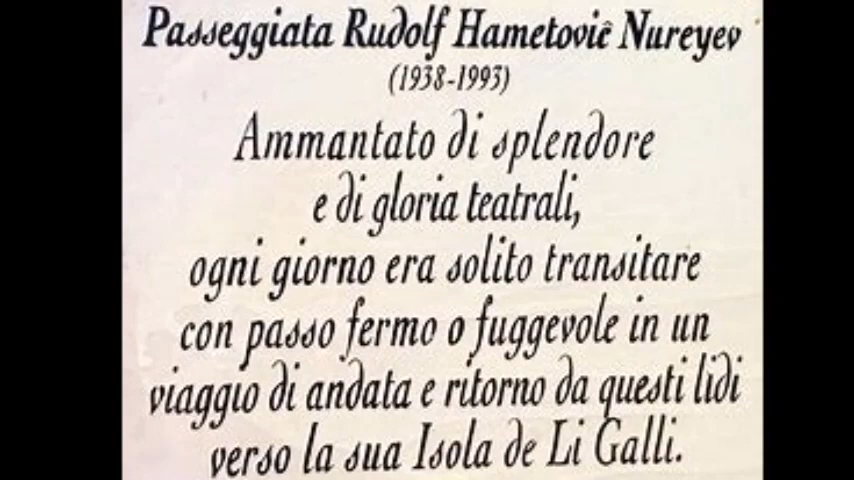 Passeggiata Rudolf Hametovič Nureyev
(1938-1993)
Ammantato di splendore
e di gloria teatrali,
ogni giorno era solito transitare
con passo fermo o fuggevole in un
viaggio di andata e ritorno da questi lidi
verso la sua Isola de Li Galli.